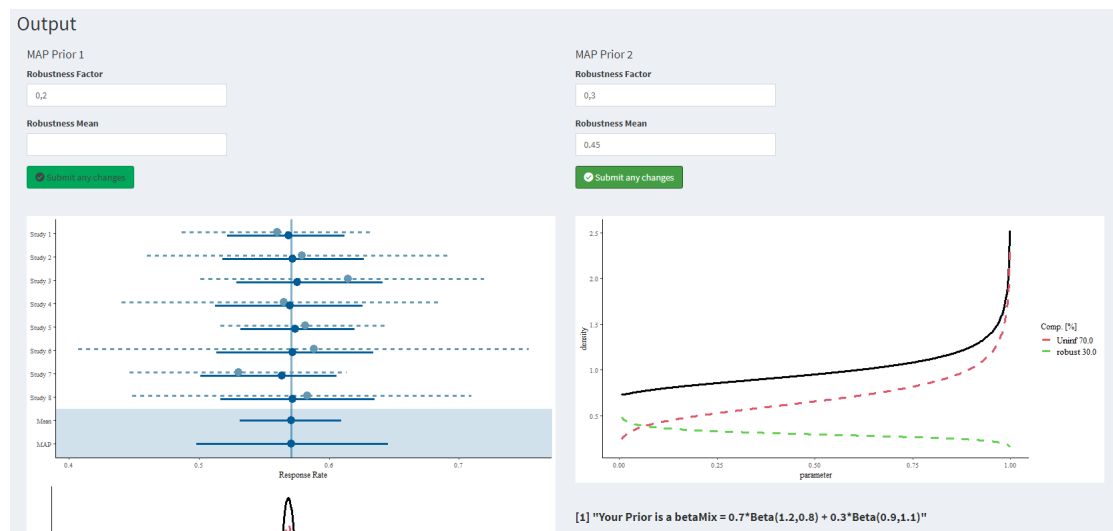 Output
MAP Prior 1
Robustness Factor
0,2
Robustness Mean
Submit any changes
MAP Prior 2
Robustness Factor
0,3
Robustness Mean
0.45
Submit any changes
Study 1
Study 2
Study 3
Study 4
Study 5
Study 6
Study 7
Study 8
Mean
MAP
0.4
0.5
0.6
0.7
Response Rate
2.5
2.0
1.5
1.0
0.5
density
0.00
0.25
0.50
0.75
1.00
parameter
Comp. [%]
Uninf 70.0
robust 30.0
[1] "Your Prior is a betaMix = 0.7*Beta(1.2,0.8) + 0.3*Beta(0.9,1.1)"